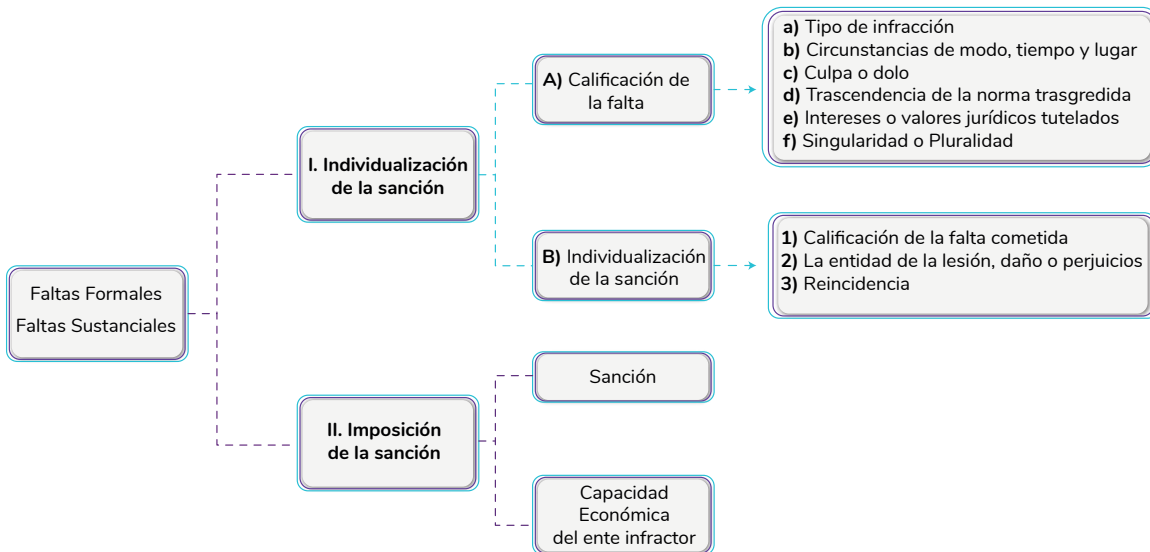 Faltas Formales
Faltas Sustanciales
I. Individualización
de la sanción
A) Calificación de
la falta
a) Tipo de infracción
b) Circunstancias de modo, tiempo y lugar
c) Culpa o dolo
d) Trascendencia de la norma trasgredida
e) Intereses o valores jurídicos tutelados
f) Singularidad o Pluralidad
B) Individualización
de la sanción
1) Calificación de la falta cometida
2) La entidad de la lesión, daño o perjuicios
3) Reincidencia
II. Imposición
de la sanción
Sanción
Capacidad
Económica
del ente infractor